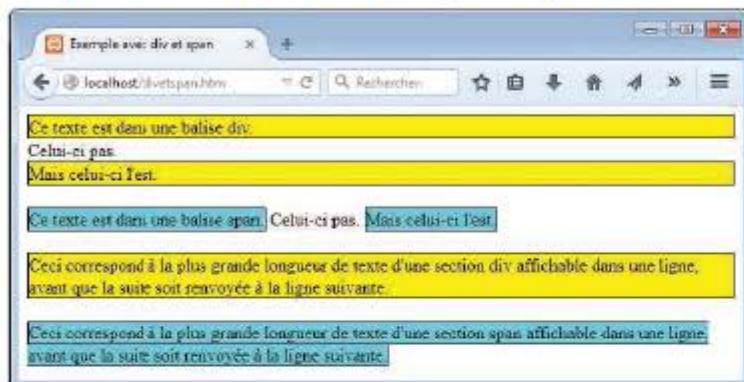 Exemple avec div et span
localhost/divetspan.htm
Rechercher
Ce texte est dans une balise div.
Celui-ci pas.
Mais celui-ci l'est.
Ce texte est dans une balise span. Celui-ci pas. Mais celui-ci l'est.
Ceci correspond à la plus grande longueur de texte d'une section div affichable dans une ligne,
avant que la suite soit renvoyée à la ligne suivante.
Ceci correspond à la plus grande longueur de texte d'une section span affichable dans une ligne,
avant que la suite soit renvoyée à la ligne suivante.